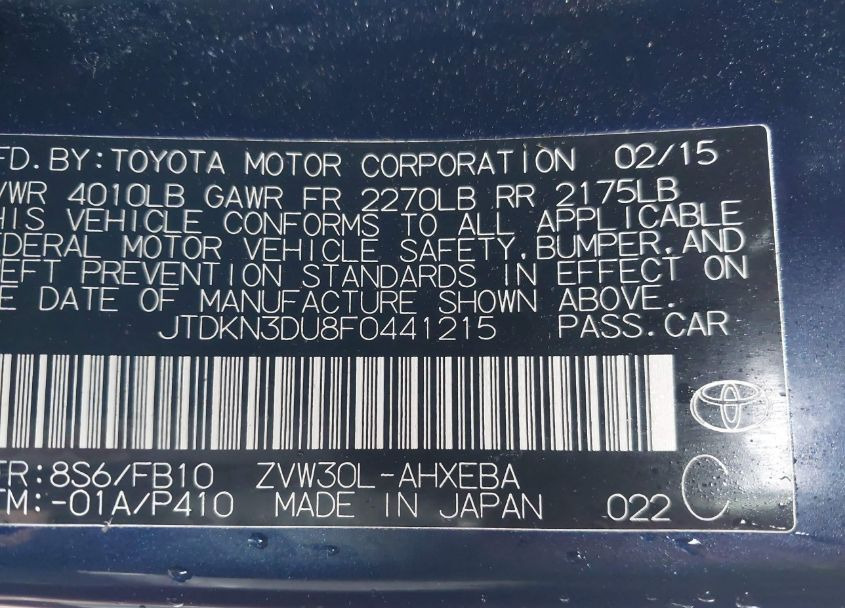 FD. BY: TOYOTA MOTOR CORPORATION 02/15
VWR 4010LB GAWR FR 2270LB RR 2175LB
HIS VEHICLE CONFORMS TO ALL APPLICABLE
EDERAL MOTOR VEHICLE SAFETY, BUMPER, AND
EFT PREVENTION STANDARDS IN EFFECT ON
E DATE OF MANUFACTURE SHOWN ABOVE.
JTDKN3DU8F0441215 PASS.CAR
TR:8S6/FB10 ZVW30L-AHXEBA
TM:-01A/P410 MADE IN JAPAN 022 C